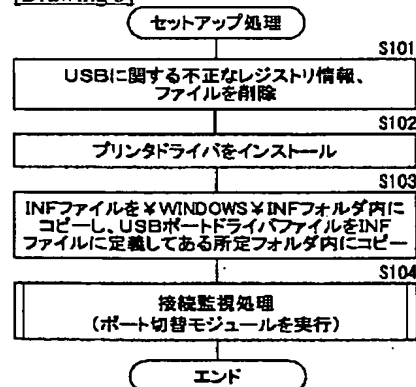 セットアップ処理
S101
USBに関する不正なレジストリ情報、
ファイルを削除
S102
プリンタドライバをインストール
S103
INFファイルを¥WINDOWS¥INFフォルダ内に
コピーし、USBポートドライバファイルをINF
ファイルに定義してある所定フォルダ内にコピー
S104
接続監視処理
(ポート切替モジュールを実行)
エンド